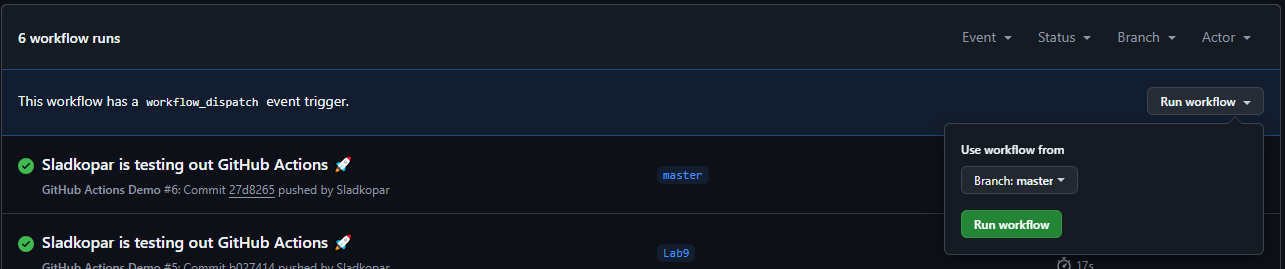 6 workflow runs
Event Status Branch Actor
This workflow has a workflow_dispatch event trigger.
Run workflow
Use workflow from
Branch: master
Run workflow
Sladkopar is testing out GitHub Actions 🚀
GitHub Actions Demo #6: Commit 27d8265 pushed by Sladkopar
master
Sladkopar is testing out GitHub Actions 🚀
GitHub Actions Demo #5: Commit b027414 pushed by Sladkopar
Lab9
17s